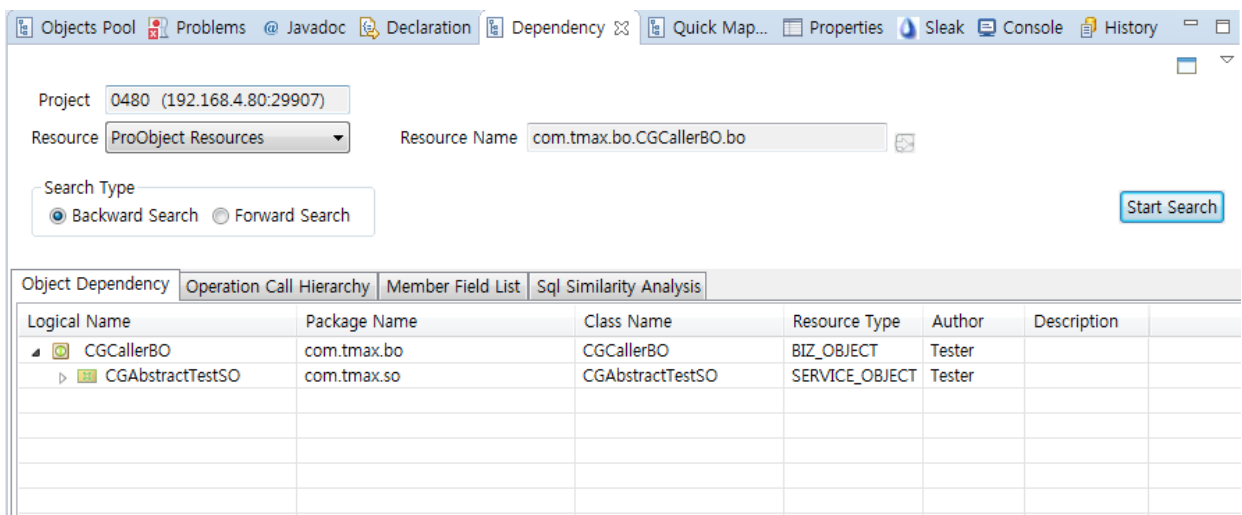 Objects Pool Problems @ Javadoc Declaration Dependency Quick Map... Properties Sleak Console History
Project 0480 (192.168.4.80:29907)
Resource ProObject Resources Resource Name com.tmax.bo.CGCallerBO.bo
Search Type
Backward Search Forward Search Start Search
Object Dependency Operation Call Hierarchy Member Field List Sql Similarity Analysis
Logical Name Package Name Class Name Resource Type Author Description
CGCallerBO com.tmax.bo CGCallerBO BIZ_OBJECT Tester
CGAbstractTestSO com.tmax.so CGAbstractTestSO SERVICE_OBJECT Tester